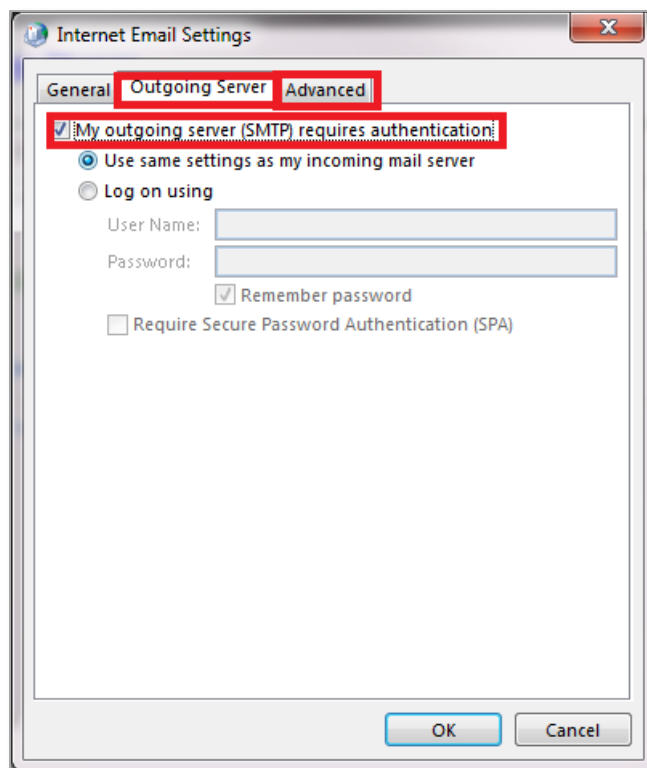 Internet Email Settings
General Outgoing Server Advanced
My outgoing server (SMTP) requires authentication
Use same settings as my incoming mail server
Log on using
User Name:
Password:
Remember password
Require Secure Password Authentication (SPA)
OK Cancel